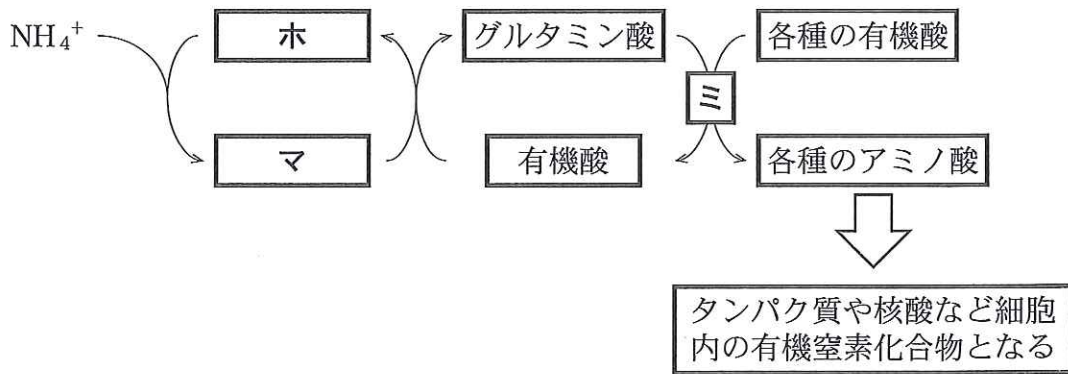 NH₄⁺
ホ
グルタミン酸
各種の有機酸
ミ
マ
有機酸
各種のアミノ酸
タンパク質や核酸など細胞
内の有機窒素化合物となる